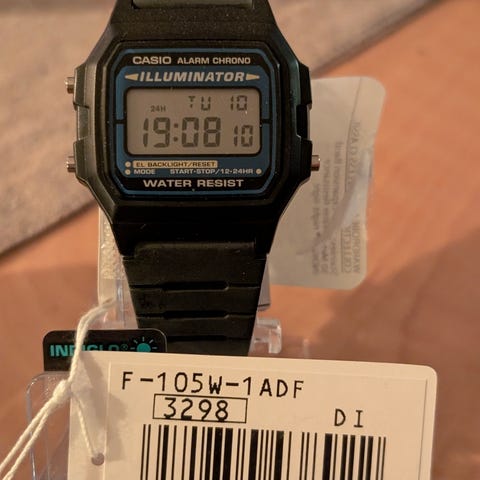 CASIO ALARM CHRONO
ILLUMINATOR
24H TU 10
19:08 10
EL BACKLIGHT/RESET
MODE START-STOP/12-24HR
WATER RESIST
INDIGLO®
F-105W-1ADF
3298
DI